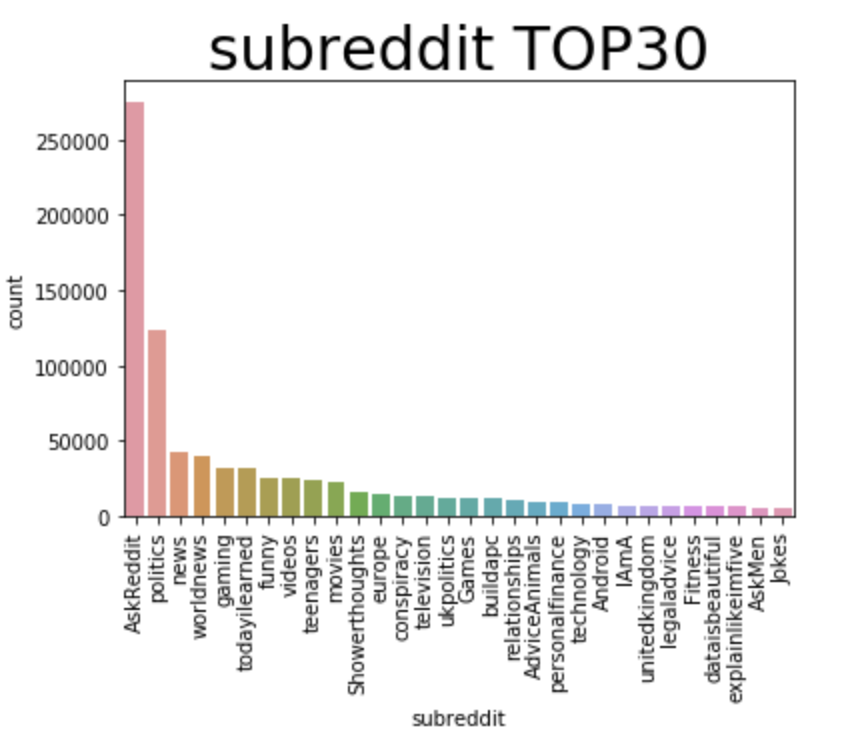 subreddit TOP30
count
250000
200000
150000
100000
50000
0
AskReddit
politics
news
worldnews
gaming
todayilearned
funny
videos
teenagers
movies
Showerthoughts
europe
conspiracy
television
ukpolitics
Games
buildapc
relationships
AdviceAnimals
personalfinance
technology
Android
IAmA
unitedkingdom
legaladvice
Fitness
dataisbeautiful
explainlikeimfive
AskMen
Jokes
subreddit